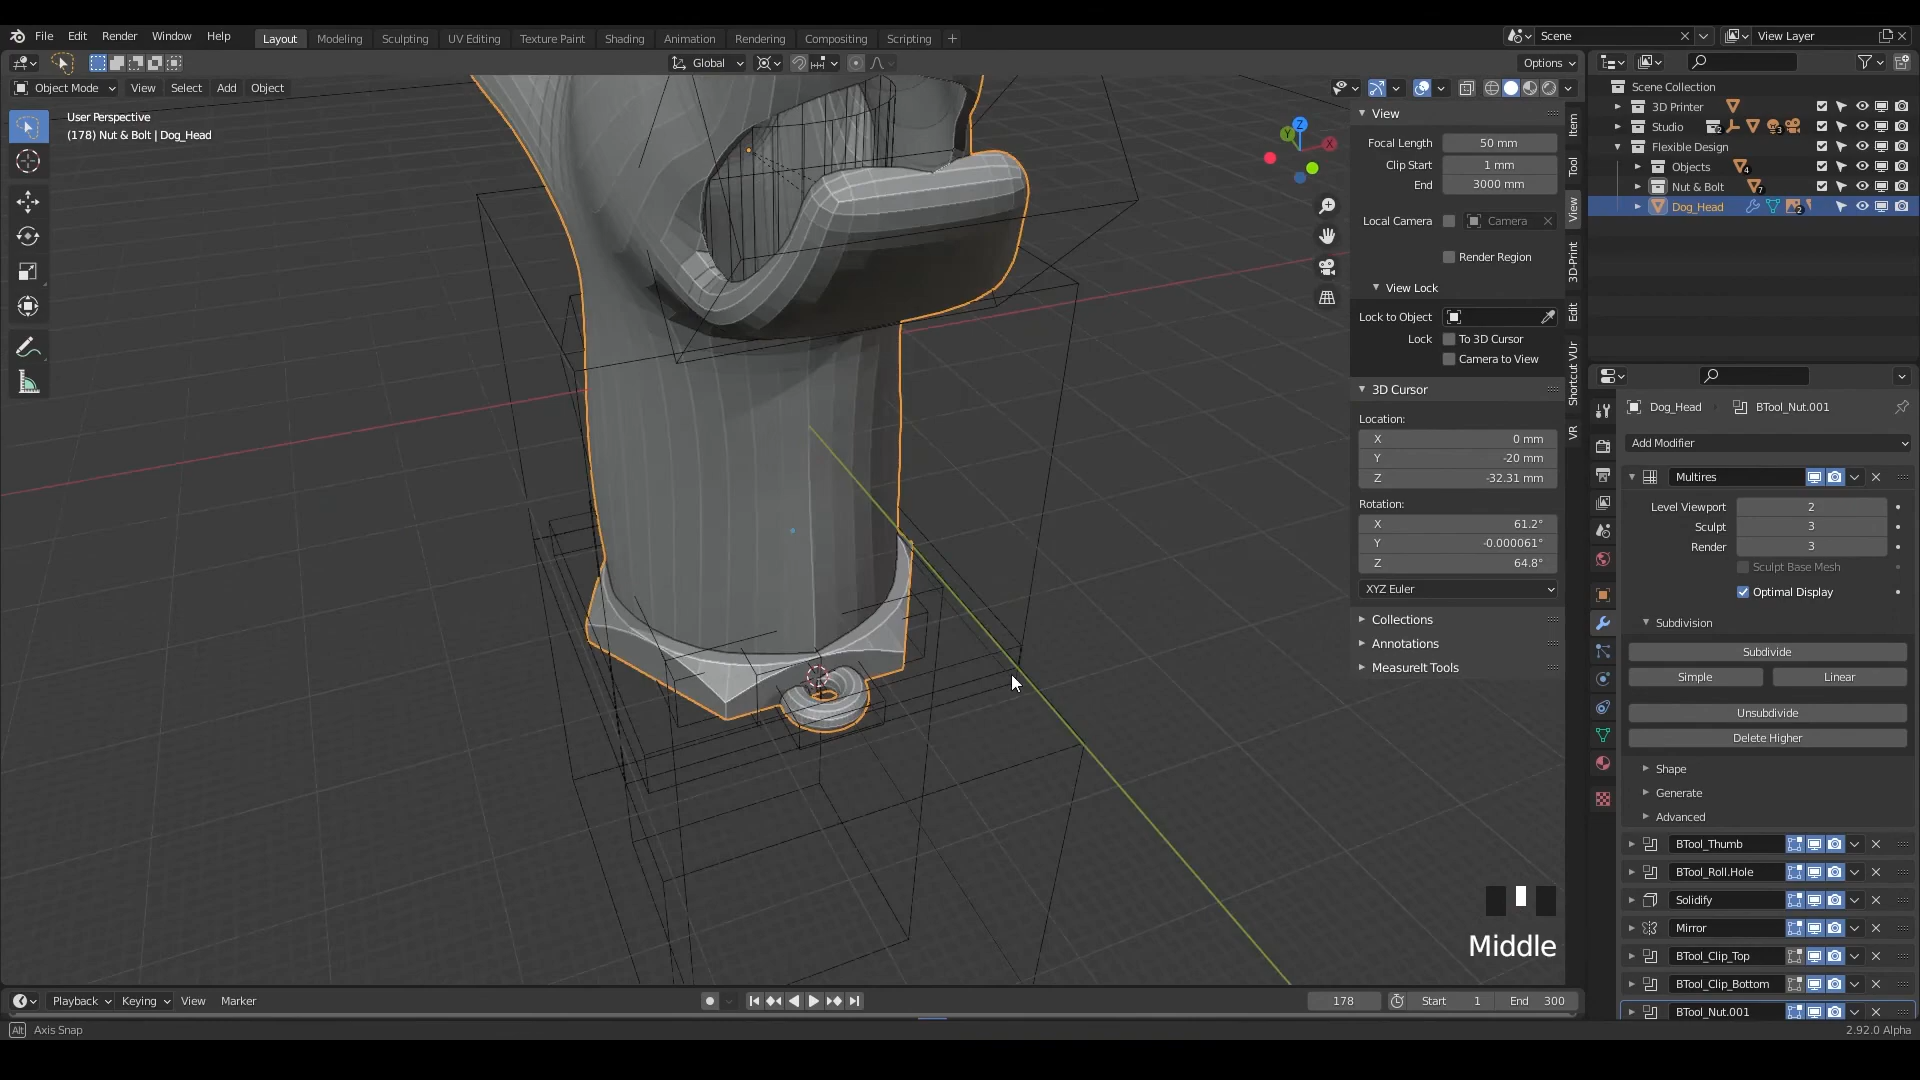 File Edit Render Window Help
Layout Modeling Sculpting UV Editing Texture Paint Shading Animation Rendering Compositing Scripting +
Scene
View Layer
Global
Options
Object Mode View Select Add Object
User Perspective
(178) Nut & Bolt | Dog_Head
View
Focal Length 50 mm
Clip Start 1 mm
End 3000 mm
Local Camera Camera
Render Region
View Lock
Lock to Object
Lock To 3D Cursor
Camera to View
3D Cursor
Location:
X 0 mm
Y -20 mm
Z -32.31 mm
Rotation:
X 61.2°
Y -0.000061°
Z 64.8°
XYZ Euler
Collections
Annotations
MeasureIt Tools
Item
Tool
View
3D-Print
Edit
Shortcut VUr
VR
Z
Y
X
Scene Collection
3D Printer
Studio 2 3
Flexible Design
Objects 4
Nut & Bolt 7
Dog_Head 2
Dog_Head BTool_Nut.001
Add Modifier
Multires
Level Viewport 2
Sculpt 3
Render 3
Sculpt Base Mesh
Optimal Display
Subdivision
Subdivide
Simple Linear
Unsubdivide
Delete Higher
Shape
Generate
Advanced
BTool_Thumb
BTool_Roll.Hole
Solidify
Mirror
BTool_Clip_Top
BTool_Clip_Bottom
BTool_Nut.001
Middle
Playback Keying View Marker
178 Start 1 End 300
Alt Axis Snap
2.92.0 Alpha